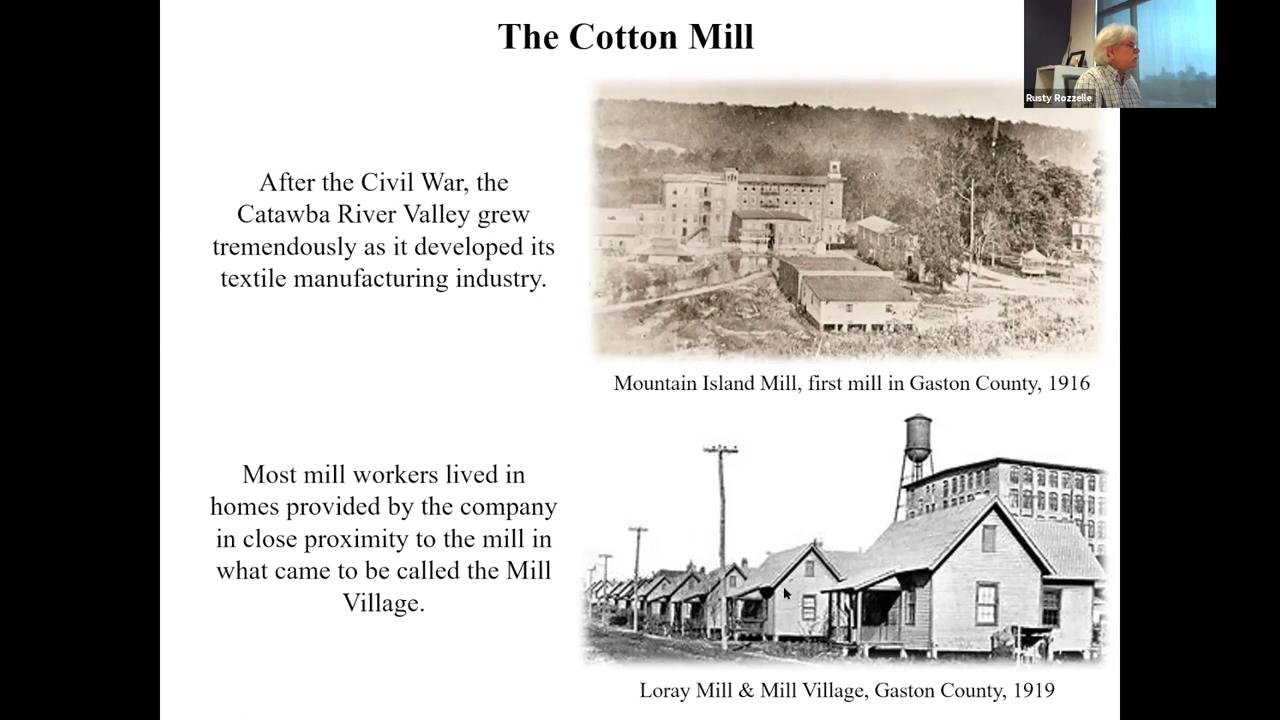 The Cotton Mill
Rusty Rozzelle
After the Civil War, the
Catawba River Valley grew
tremendously as it developed its
textile manufacturing industry.
Mountain Island Mill, first mill in Gaston County, 1916
Most mill workers lived in
homes provided by the company
in close proximity to the mill in
what came to be called the Mill
Village.
Loray Mill & Mill Village, Gaston County, 1919